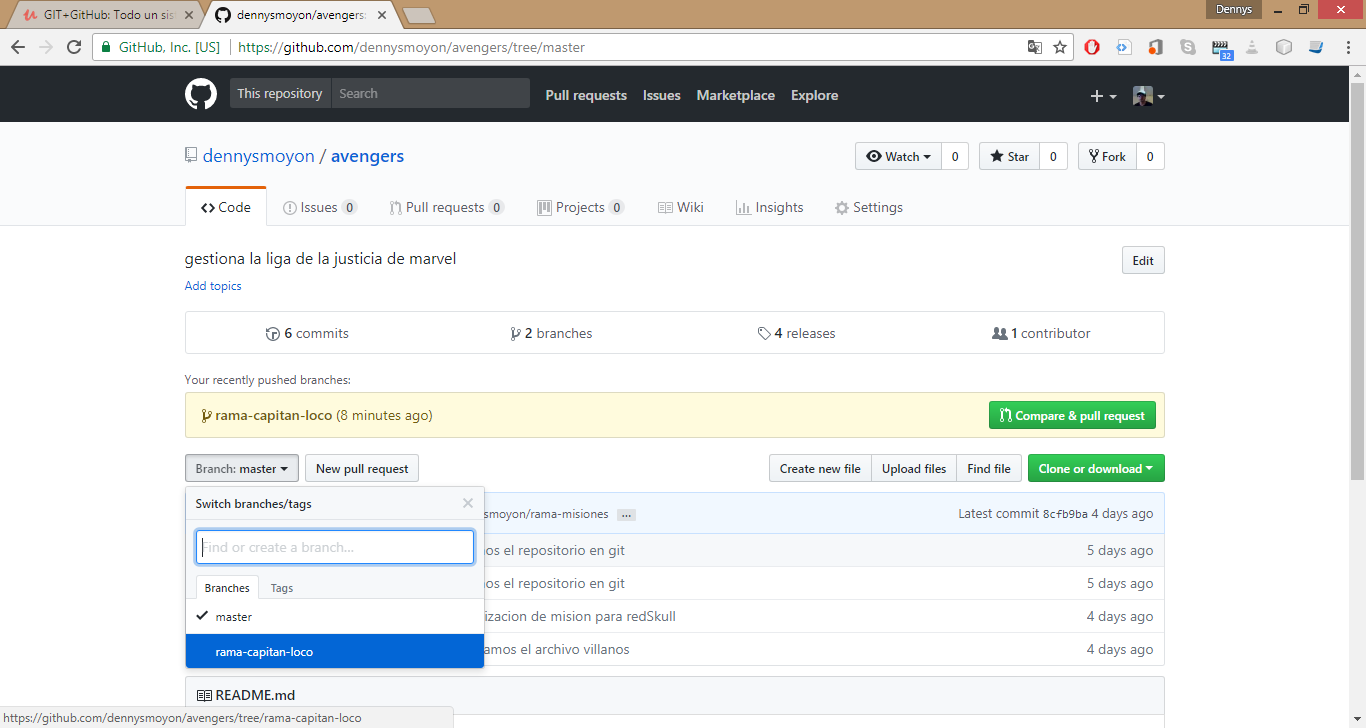 GIT+GitHub: Todo un sis
dennysmoyon/avengers:
Dennys
GitHub, Inc. [US]
https://github.com/dennysmoyon/avengers/tree/master
32
This repository
Search
Pull requests
Issues
Marketplace
Explore
dennysmoyon / avengers
Watch
0
Star
0
Fork
0
Code
Issues 0
Pull requests 0
Projects 0
Wiki
Insights
Settings
gestiona la liga de la justicia de marvel
Edit
Add topics
6 commits
2 branches
4 releases
1 contributor
Your recently pushed branches:
rama-capitan-loco (8 minutes ago)
Compare & pull request
Branch: master
New pull request
Create new file
Upload files
Find file
Clone or download
Switch branches/tags
smoyon/rama-misiones ...
Latest commit 8cfb9ba 4 days ago
Find or create a branch...
os el repositorio en git
5 days ago
Branches
Tags
os el repositorio en git
5 days ago
master
izacion de mision para redSkull
4 days ago
rama-capitan-loco
amos el archivo villanos
4 days ago
README.md
https://github.com/dennysmoyon/avengers/tree/rama-capitan-loco